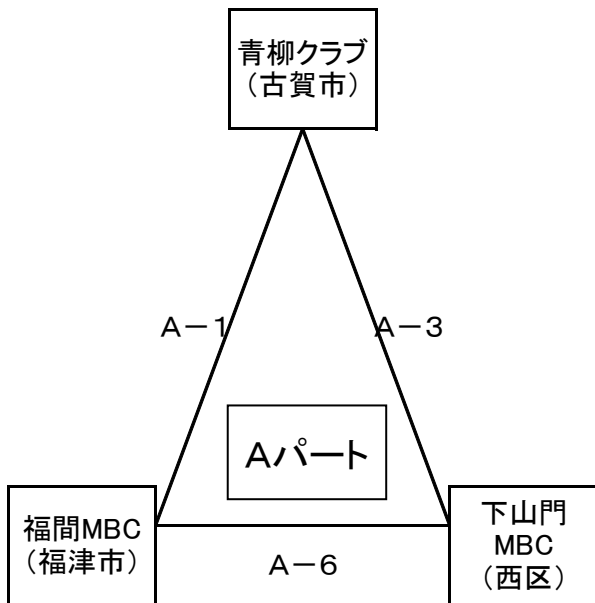 青柳クラブ
（古賀市）
A－1
A－3
Aパート
福間MBC
（福津市）
A－6
下山門
MBC
（西区）